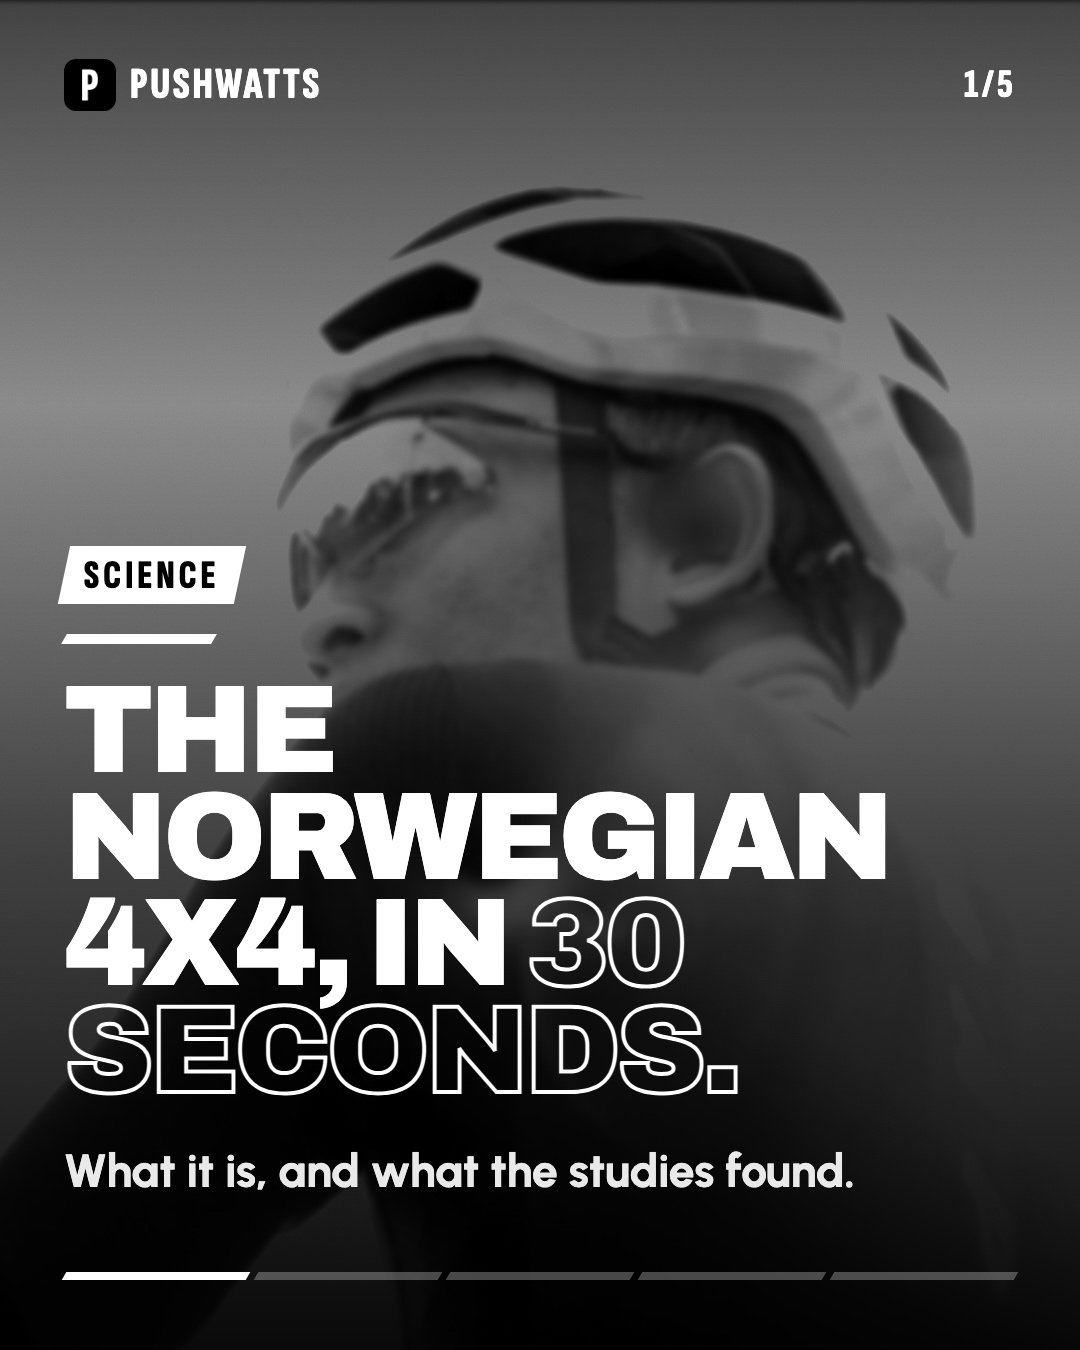 P PUSHWATTS
1/5
SCIENCE
THE
NORWEGIAN
4X4, IN 30
SECONDS.
What it is, and what the studies found.